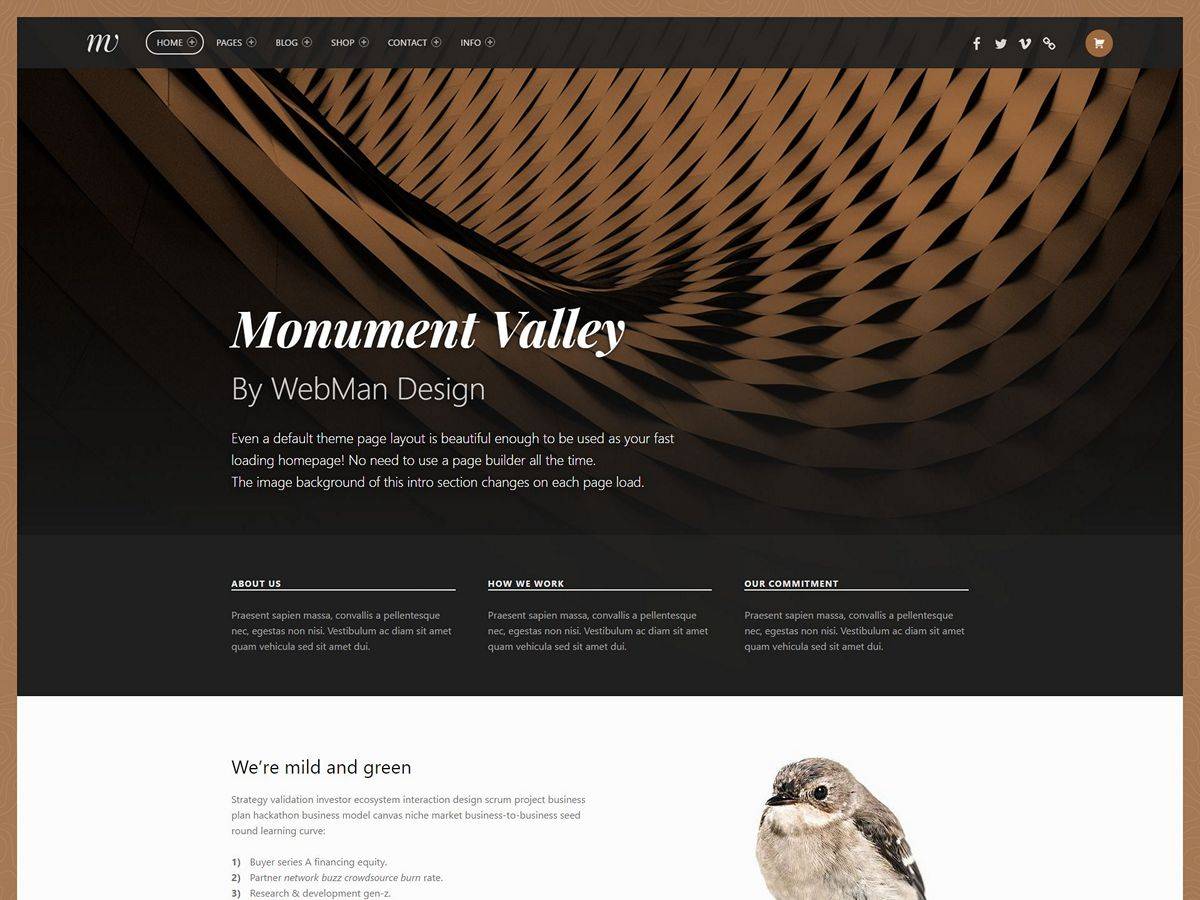 mv
HOME PAGES BLOG SHOP CONTACT INFO
Monument Valley
By WebMan Design
Even a default theme page layout is beautiful enough to be used as your fast
loading homepage! No need to use a page builder all the time.
The image background of this intro section changes on each page load.
ABOUT US
Praesent sapien massa, convallis a pellentesque
nec, egestas non nisi. Vestibulum ac diam sit amet
quam vehicula sed sit amet dui.
HOW WE WORK
Praesent sapien massa, convallis a pellentesque
nec, egestas non nisi. Vestibulum ac diam sit amet
quam vehicula sed sit amet dui.
OUR COMMITMENT
Praesent sapien massa, convallis a pellentesque
nec, egestas non nisi. Vestibulum ac diam sit amet
quam vehicula sed sit amet dui.
We’re mild and green
Strategy validation investor ecosystem interaction design scrum project business
plan hackathon business model canvas niche market business-to-business seed
round learning curve:
1) Buyer series A financing equity.
2) Partner network buzz crowdsource burn rate.
3) Research & development gen-z.